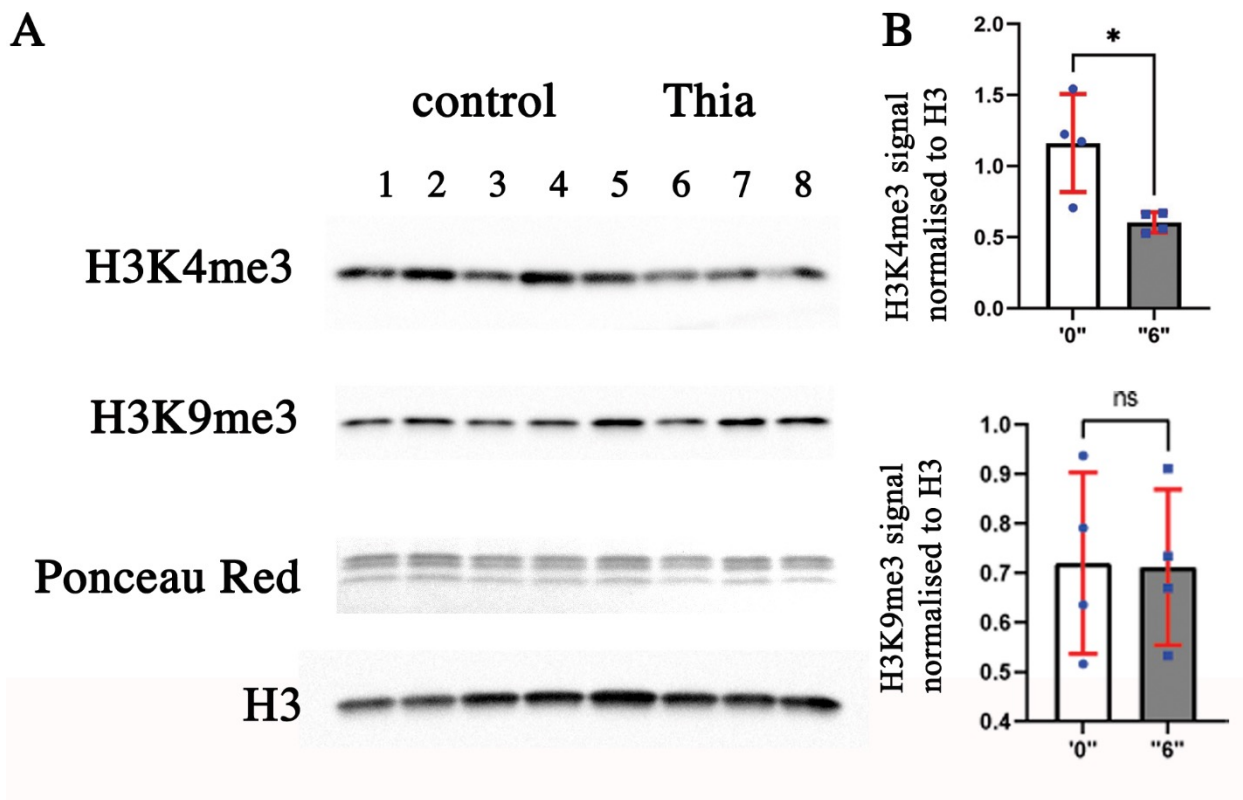 A
control Thia
1 2 3 4 5 6 7 8
H3K4me3
H3K9me3
Ponceau Red
H3
B
H3K4me3 signal
normalised to H3
2.0
1.5
1.0
0.5
0.0
*
'0" "6"
H3K9me3 signal
normalised to H3
1.0
0.9
0.8
0.7
0.6
0.5
0.4
ns
'0" "6"